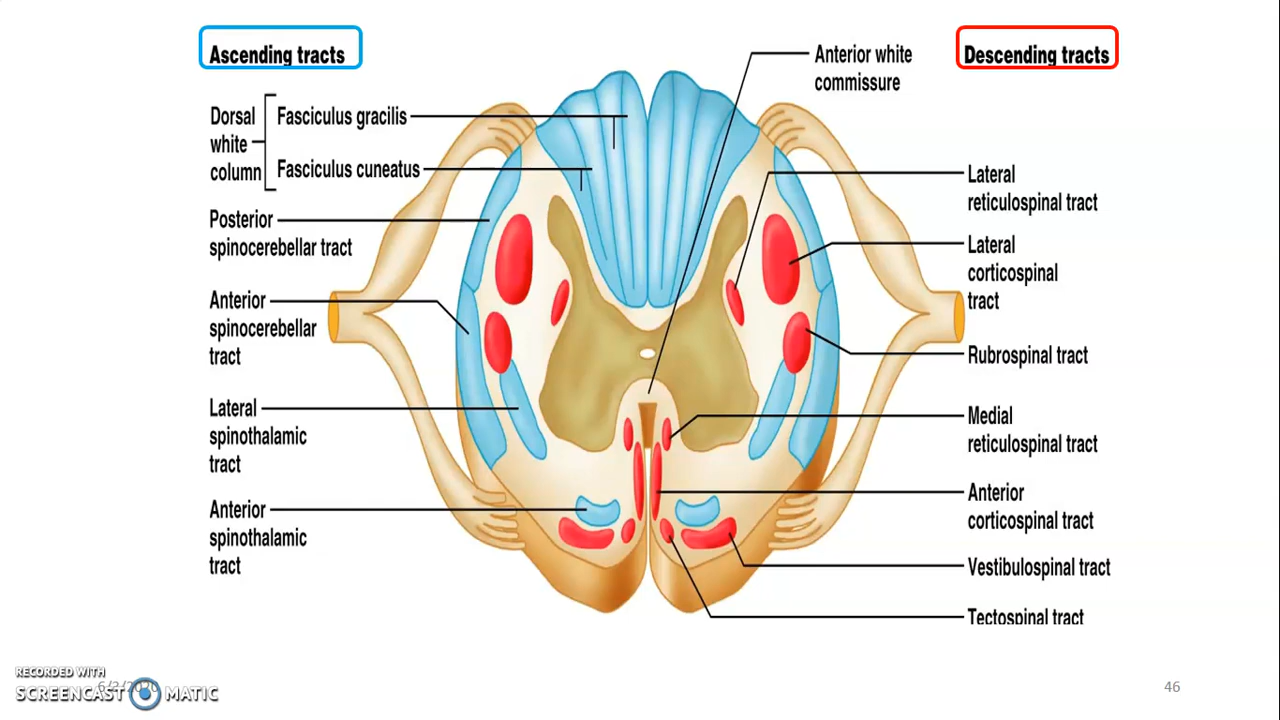 Ascending tracts
Descending tracts
Anterior white
commissure
Dorsal
white
column
Fasciculus gracilis
Fasciculus cuneatus
Posterior
spinocerebellar tract
Anterior
spinocerebellar
tract
Lateral
spinothalamic
tract
Anterior
spinothalamic
tract
Lateral
reticulospinal tract
Lateral
corticospinal
tract
Rubrospinal tract
Medial
reticulospinal tract
Anterior
corticospinal tract
Vestibulospinal tract
Tectospinal tract
RECORDED WITH
SCREENCAST MATIC
46